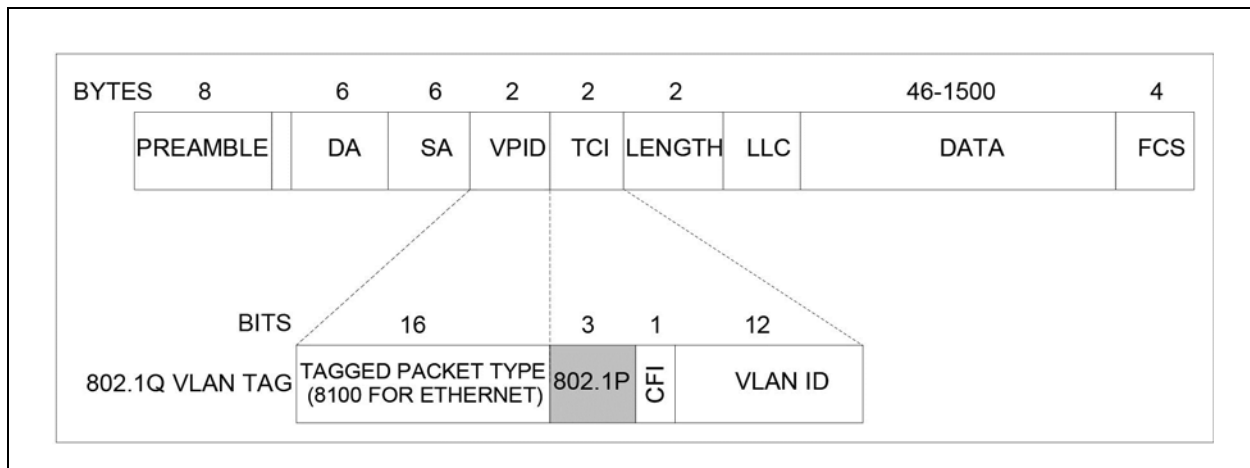 BYTES 8 6 6 2 2 2 46-1500 4
PREAMBLE DA SA VPID TCI LENGTH LLC DATA FCS
BITS 16 3 1 12
802.1Q VLAN TAG TAGGED PACKET TYPE (8100 FOR ETHERNET) 802.1P CFI VLAN ID